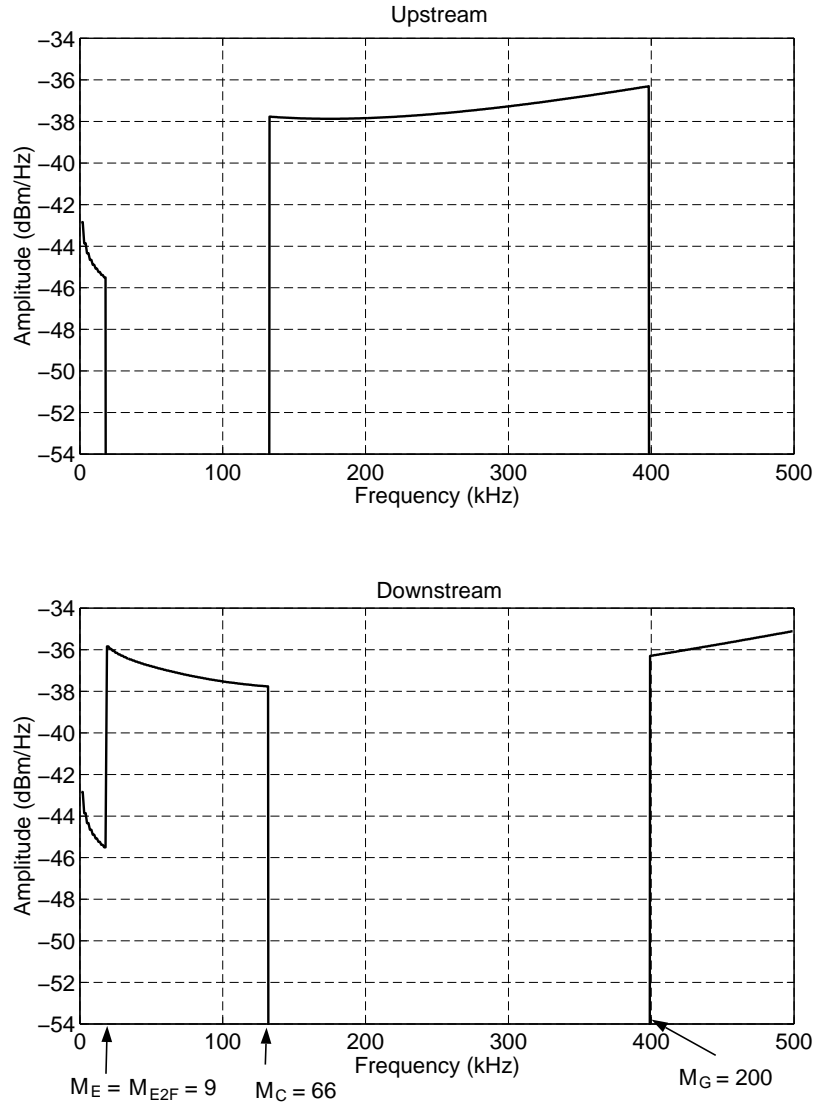 Upstream
−34
−36
−38
−40
−42
−44
−46
−48
−50
−52
−54
Amplitude (dBm/Hz)
0 100 200 300 400 500
Frequency (kHz)
Downstream
−34
−36
−38
−40
−42
−44
−46
−48
−50
−52
−54
Amplitude (dBm/Hz)
0 100 200 300 400 500
Frequency (kHz)
M_E = M_E2F = 9 M_C = 66 M_G = 200